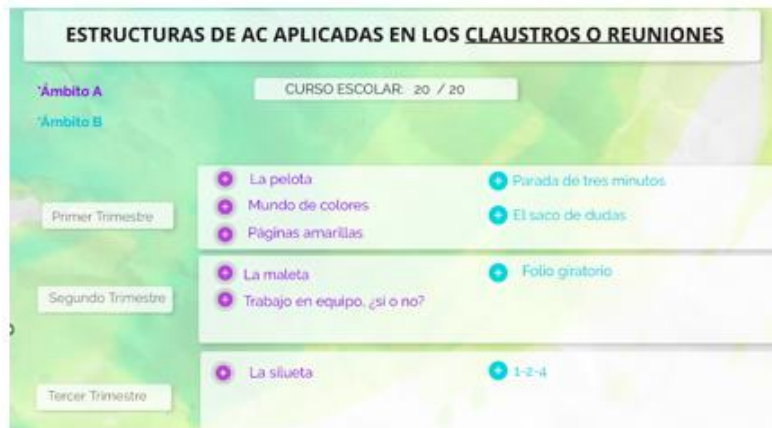 ESTRUCTURAS DE AC APLICADAS EN LOS CLAUSTROS O REUNIONES
*Ámbito A
CURSO ESCOLAR: 20 / 20
*Ámbito B
Primer Trimestre
La pelota
Mundo de colores
Páginas amarillas
Parada de tres minutos
El saco de dudas
Segundo Trimestre
La maleta
Trabajo en equipo, ¿si o no?
Folio giratorio
Tercer Trimestre
La silueta
1-2-4